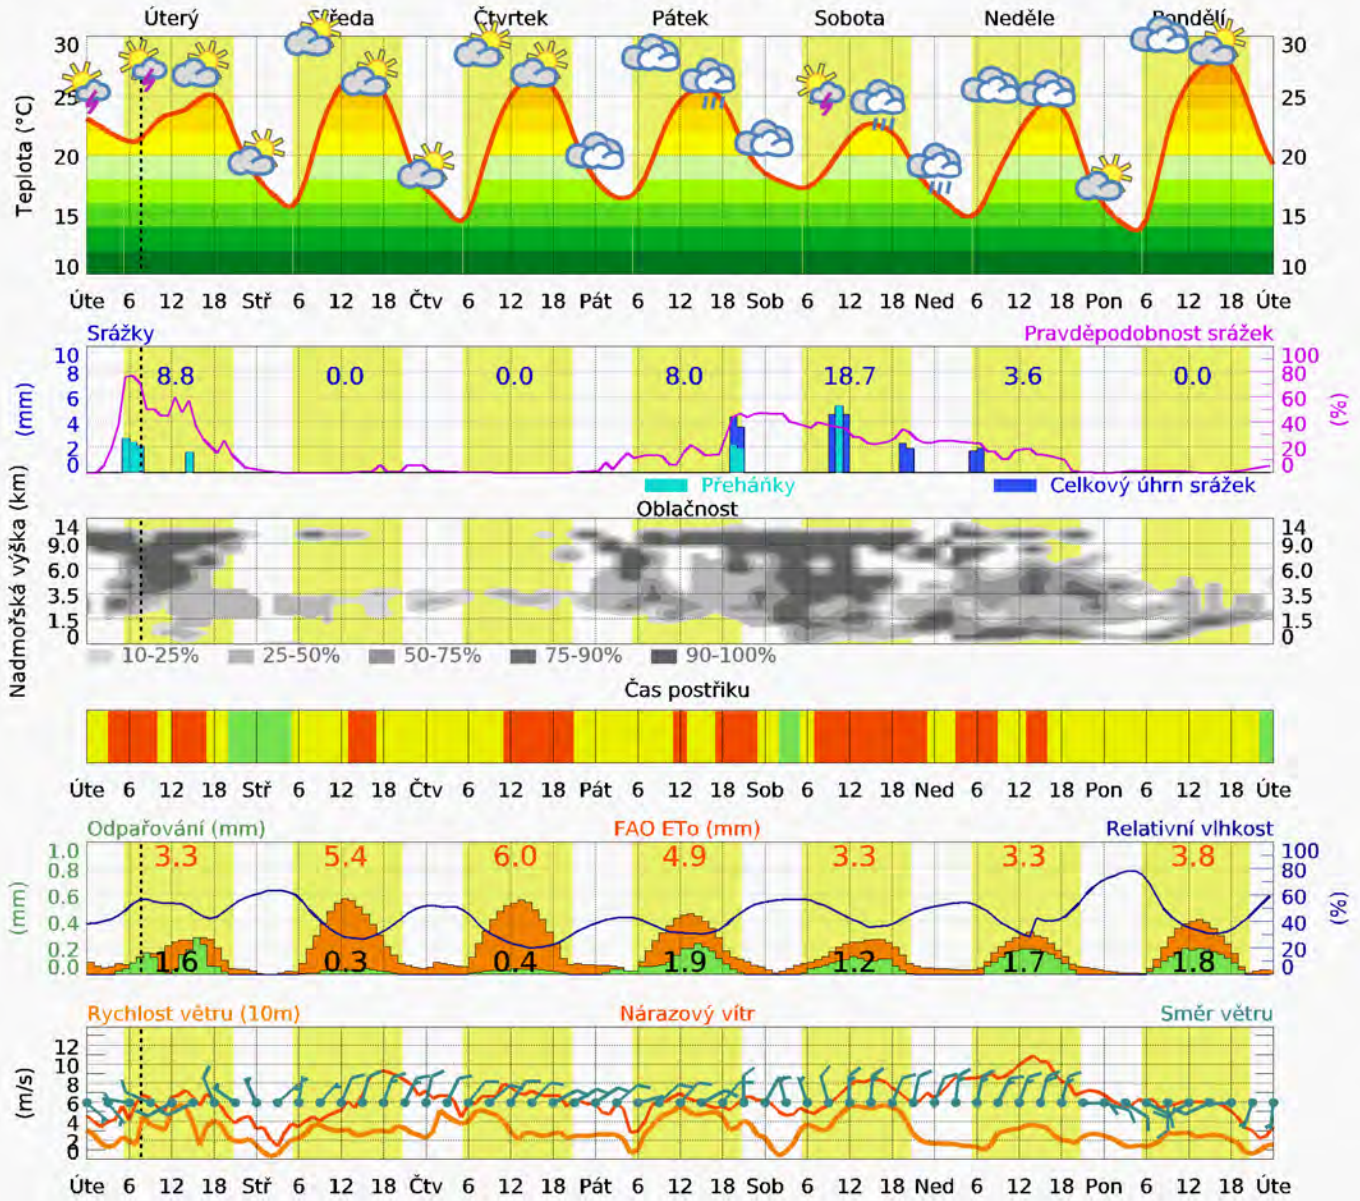 Úterý Středa Čtvrtek Pátek Sobota Neděle Pondělí
30 30
25 25
20 20
15 15
10 10
Teplota (°C)
Úte 6 12 18 Stř 6 12 18 Čtv 6 12 18 Pát 6 12 18 Sob 6 12 18 Ned 6 12 18 Pon 6 12 18 Úte
Srážky Pravděpodobnost srážek
10 100
8 8.8 0.0 0.0 8.0 18.7 3.6 0.0 80
6 60
4 40
2 20
0 0
(mm) (%)
Přeháňky Celkový úhrn srážek
Oblačnost
14 14
9.0 9.0
6.0 6.0
3.5 3.5
1.5 1.5
0 0
Nadmořská výška (km)
10-25% 25-50% 50-75% 75-90% 90-100%
Čas postřiku
Úte 6 12 18 Stř 6 12 18 Čtv 6 12 18 Pát 6 12 18 Sob 6 12 18 Ned 6 12 18 Pon 6 12 18 Úte
Odpařování (mm) FAO ETo (mm) Relativní vlhkost
1.0 3.3 5.4 6.0 4.9 3.3 3.3 3.8 100
0.8 80
0.6 60
0.4 40
0.2 20
0.0 1.6 0.3 0.4 1.9 1.2 1.7 1.8 0
(mm) (%)
Rychlost větru (10m) Nárazový vítr Směr větru
12
10
8
6
4
2
0
(m/s)
Úte 6 12 18 Stř 6 12 18 Čtv 6 12 18 Pát 6 12 18 Sob 6 12 18 Ned 6 12 18 Pon 6 12 18 Úte